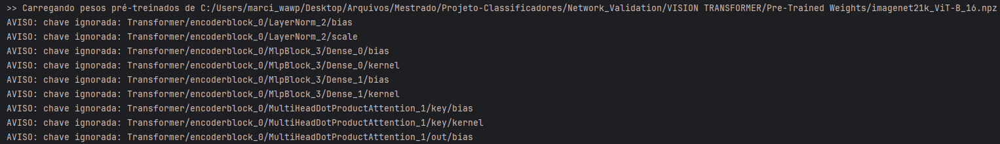 >> Carregando pesos pré-treinados de C:/Users/marci_wawp/Desktop/Arquivos/Mestrado/Projeto-Classificadores/Network_Validation/VISION TRANSFORMER/Pre-Trained Weights/imagenet21k_ViT-B_16.npz
AVISO: chave ignorada: Transformer/encoderblock_0/LayerNorm_2/bias
AVISO: chave ignorada: Transformer/encoderblock_0/LayerNorm_2/scale
AVISO: chave ignorada: Transformer/encoderblock_0/MlpBlock_3/Dense_0/bias
AVISO: chave ignorada: Transformer/encoderblock_0/MlpBlock_3/Dense_0/kernel
AVISO: chave ignorada: Transformer/encoderblock_0/MlpBlock_3/Dense_1/bias
AVISO: chave ignorada: Transformer/encoderblock_0/MlpBlock_3/Dense_1/kernel
AVISO: chave ignorada: Transformer/encoderblock_0/MultiHeadDotProductAttention_1/key/bias
AVISO: chave ignorada: Transformer/encoderblock_0/MultiHeadDotProductAttention_1/key/kernel
AVISO: chave ignorada: Transformer/encoderblock_0/MultiHeadDotProductAttention_1/out/bias